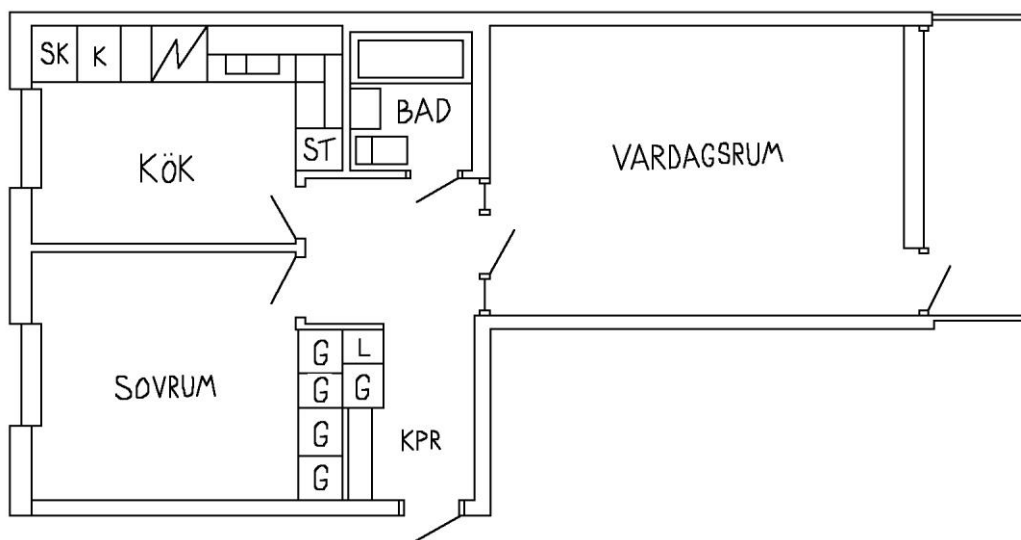 SK K
BAD
ST
KÖK
VARDAGSRUM
G L
G G
SOVRUM
G
KPR
G